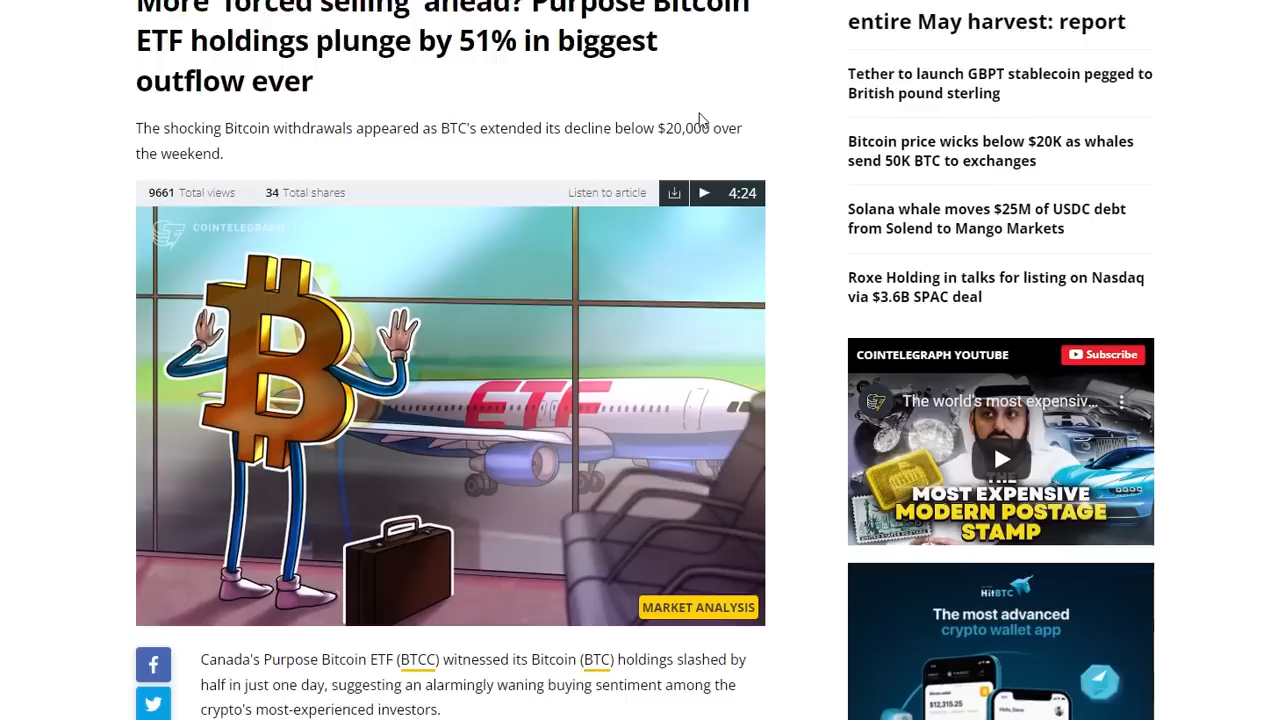 More 'forced selling' ahead? Purpose Bitcoin
ETF holdings plunge by 51% in biggest
outflow ever
The shocking Bitcoin withdrawals appeared as BTC's extended its decline below $20,000 over
the weekend.
9661 Total views
34 Total shares
Listen to article
4:24
COINTELEGRAPH
ETF
MARKET ANALYSIS
f
Canada's Purpose Bitcoin ETF (BTCC) witnessed its Bitcoin (BTC) holdings slashed by
half in just one day, suggesting an alarmingly waning buying sentiment among the
crypto's most-experienced investors.
entire May harvest: report
Tether to launch GBPT stablecoin pegged to
British pound sterling
Bitcoin price wicks below $20K as whales
send 50K BTC to exchanges
Solana whale moves $25M of USDC debt
from Solend to Mango Markets
Roxe Holding in talks for listing on Nasdaq
via $3.6B SPAC deal
COINTELEGRAPH YOUTUBE
Subscribe
The world's most expensiv...
THE
MOST EXPENSIVE
MODERN POSTAGE
STAMP
HitBTC
The most advanced
crypto wallet app
$12,315.25